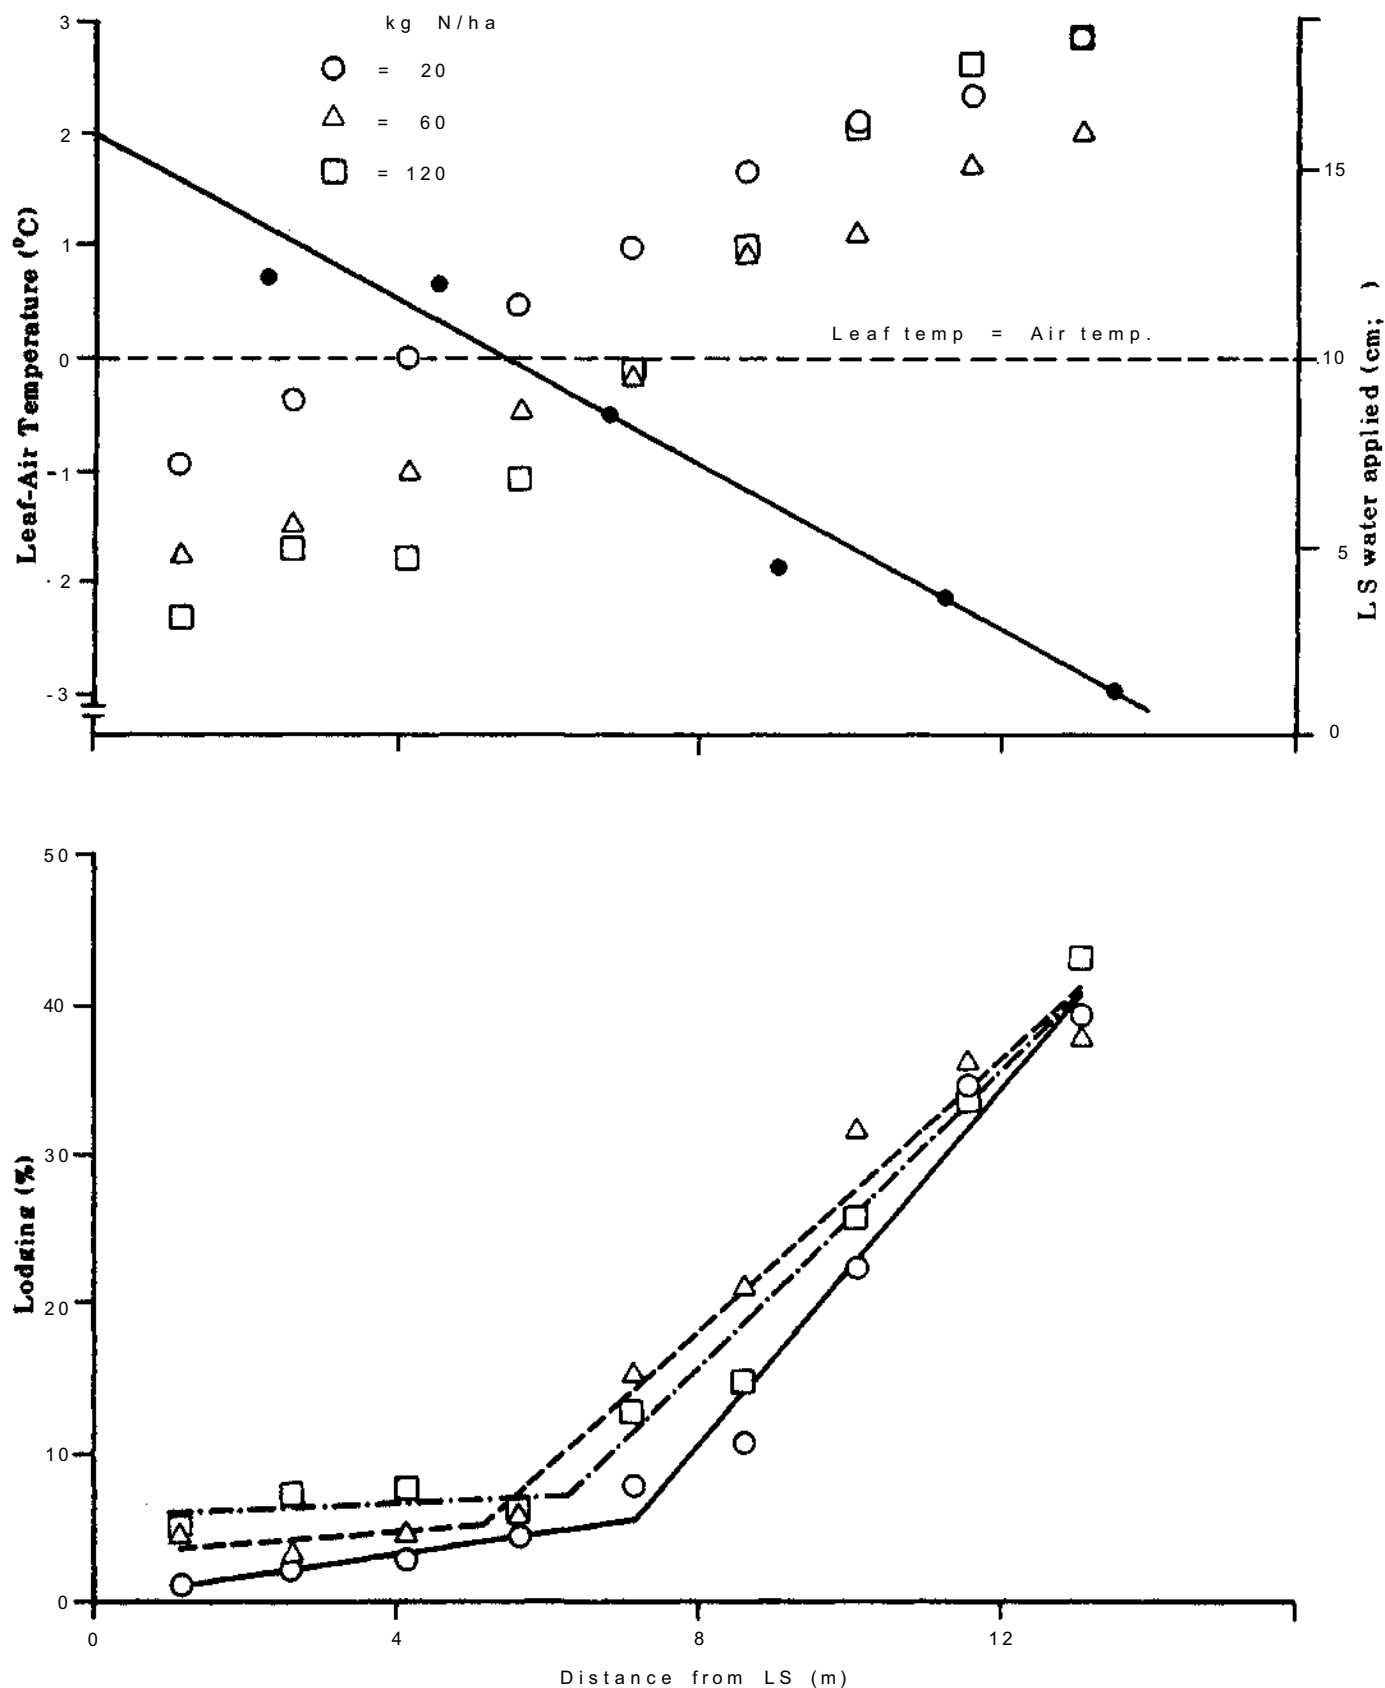 kg N/ha
= 20
= 60
= 120
3
2
1
0
-1
· 2
-3
Leaf-Air Temperature (°C)
Leaf temp = Air temp.
15
10
5
0
LS water applied (cm; )
50
40
30
20
10
0
Lodging (%)
0 4 8 12
Distance from LS (m)